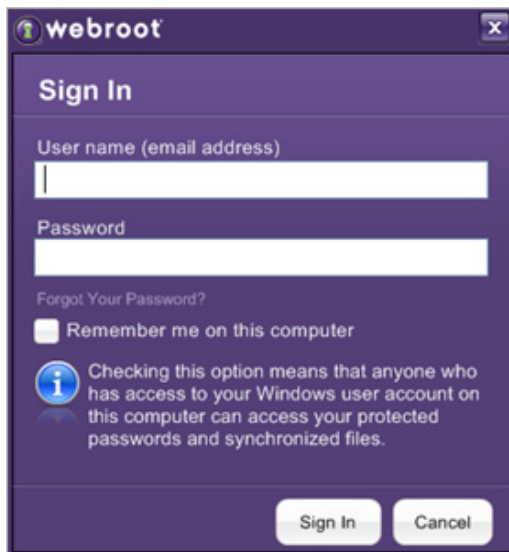 webroot
Sign In
User name (email address)
Password
Forgot Your Password?
Remember me on this computer
Checking this option means that anyone who
has access to your Windows user account on
this computer can access your protected
passwords and synchronized files.
Sign In
Cancel